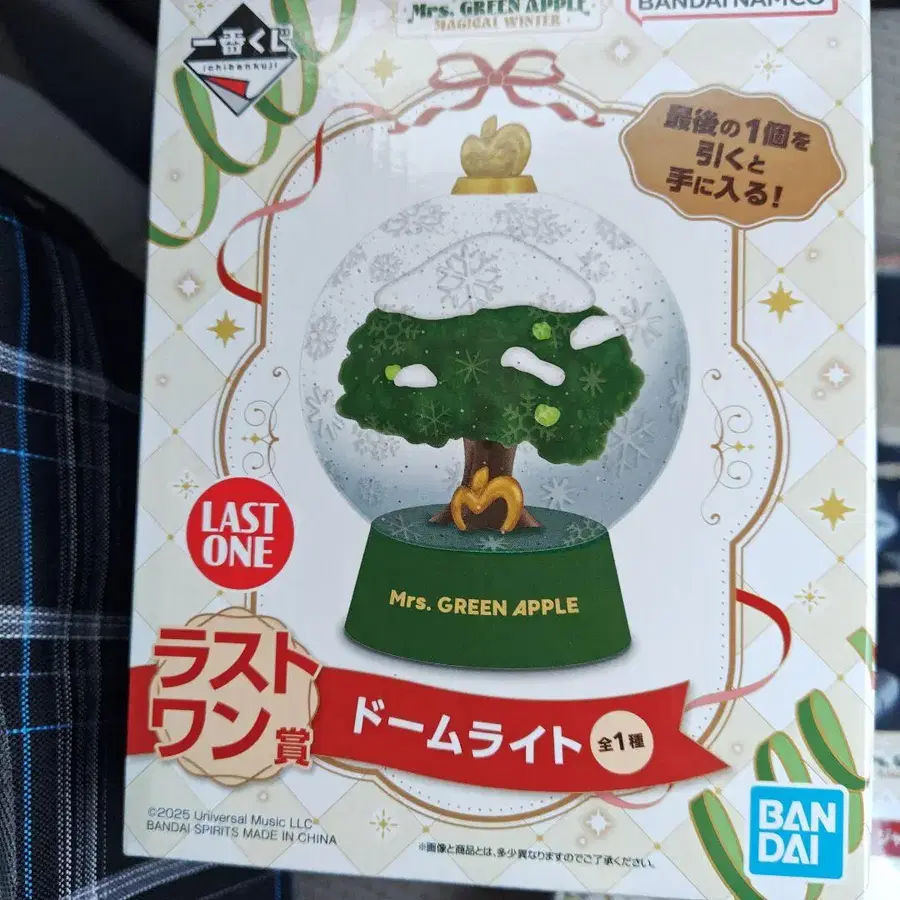 一番くじ
ichibankuji
Mrs. GREEN APPLE
MAGICAL WINTER
BANDAI NAMCO
最後の1個を
引くと
手に入る!
Mrs. GREEN APPLE
LAST
ONE
ラスト
ワン賞
ドームライト
全1種
©2025 Universal Music LLC
BANDAI SPIRITS MADE IN CHINA
※画像と商品とは、多少異なりますのでご了承ください。
BAN
DAI